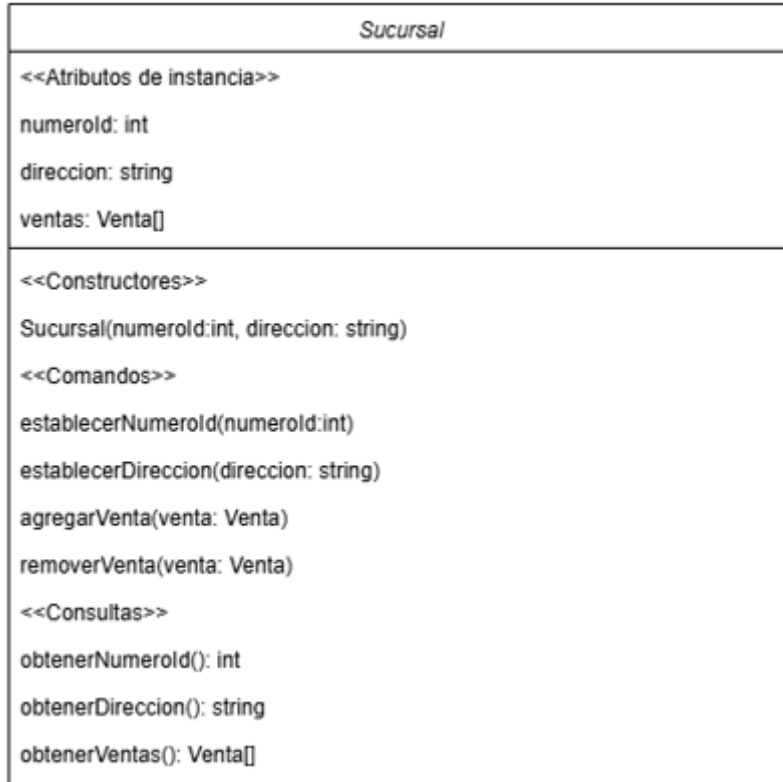 Sucursal
<<Atributos de instancia>>
numeroId: int
direccion: string
ventas: Venta[]
<<Constructores>>
Sucursal(numeroId:int, direccion: string)
<<Comandos>>
establecerNumeroId(numeroId:int)
establecerDireccion(direccion: string)
agregarVenta(venta: Venta)
removerVenta(venta: Venta)
<<Consultas>>
obtenerNumeroId(): int
obtenerDireccion(): string
obtenerVentas(): Venta[]